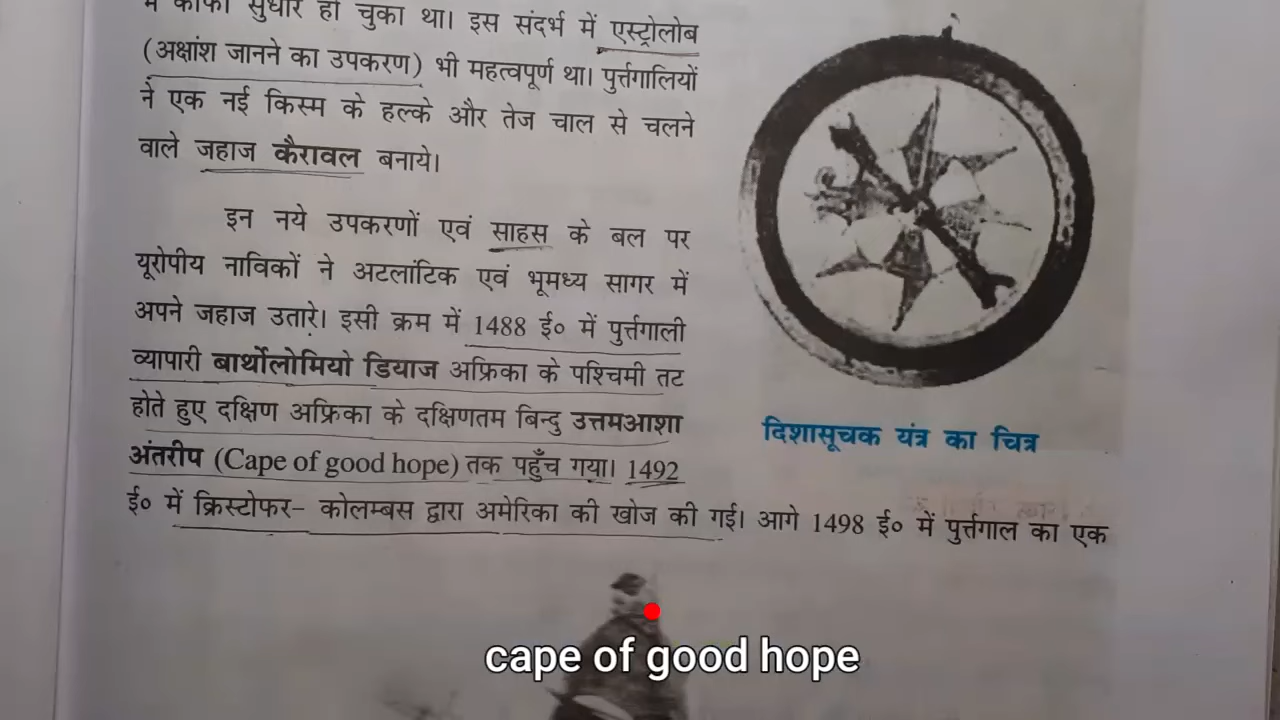 में काफी सुधार हो चुका था। इस संदर्भ में एस्ट्रोलोब
(अक्षांश जानने का उपकरण) भी महत्वपूर्ण था। पुर्त्तगालियों
ने एक नई किस्म के हल्के और तेज चाल से चलने
वाले जहाज कैरावल बनाये।
इन नये उपकरणों एवं साहस के बल पर
यूरोपीय नाविकों ने अटलांटिक एवं भूमध्य सागर में
अपने जहाज उतारे। इसी क्रम में 1488 ई० में पुर्त्तगाली
व्यापारी बार्थोलोमियो डियाज अफ्रिका के पश्चिमी तट
होते हुए दक्षिण अफ्रिका के दक्षिणतम बिन्दु उत्तमआशा
अंतरीप (Cape of good hope) तक पहुँच गया। 1492
ई० में क्रिस्टोफर- कोलम्बस द्वारा अमेरिका की खोज की गई। आगे 1498 ई० में पुर्त्तगाल का एक
दिशासूचक यंत्र का चित्र
cape of good hope